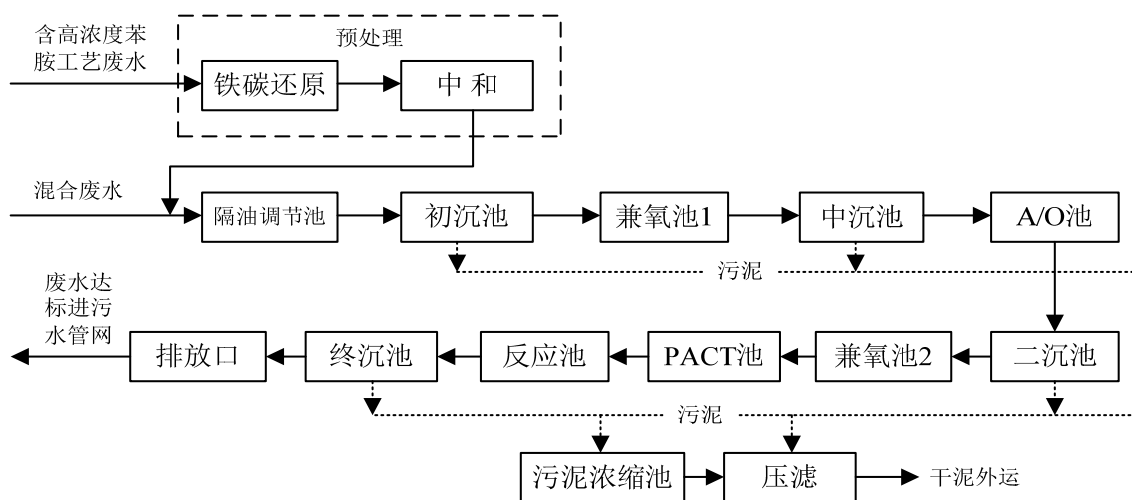 含高浓度苯
胺工艺废水
预处理
铁碳还原
中和
混合废水
隔油调节池
初沉池
兼氧池1
中沉池
A/O池
污泥
废水达
标进污
水管网
排放口
终沉池
反应池
PACT池
兼氧池2
二沉池
污泥
污泥浓缩池
压滤
干泥外运